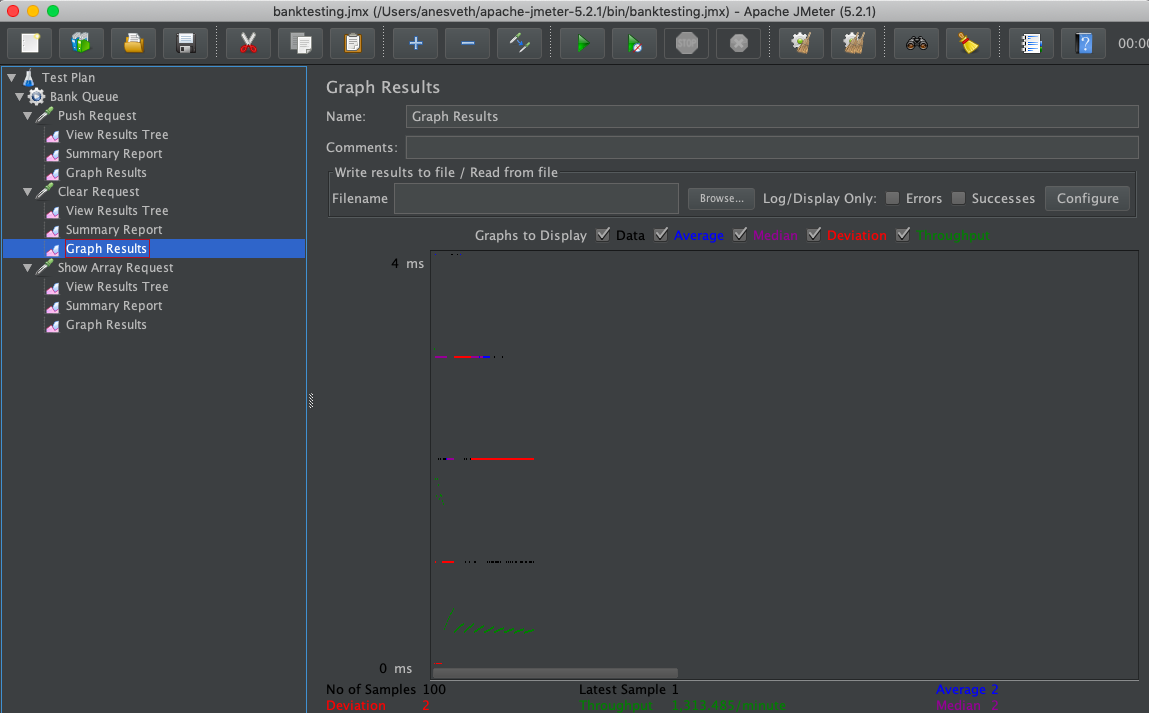 banktesting.jmx (/Users/anesveth/apache-jmeter-5.2.1/bin/banktesting.jmx) - Apache JMeter (5.2.1)
STOP
00:00
Test Plan
Bank Queue
Push Request
View Results Tree
Summary Report
Graph Results
Clear Request
View Results Tree
Summary Report
Graph Results
Show Array Request
View Results Tree
Summary Report
Graph Results
Graph Results
Name: Graph Results
Comments:
Write results to file / Read from file
Filename Browse... Log/Display Only: Errors Successes Configure
Graphs to Display Data Average Median Deviation Throughput
4 ms
0 ms
No of Samples 100 Latest Sample 1 Average 2
Deviation 2 Throughput 1,313.485/minute Median